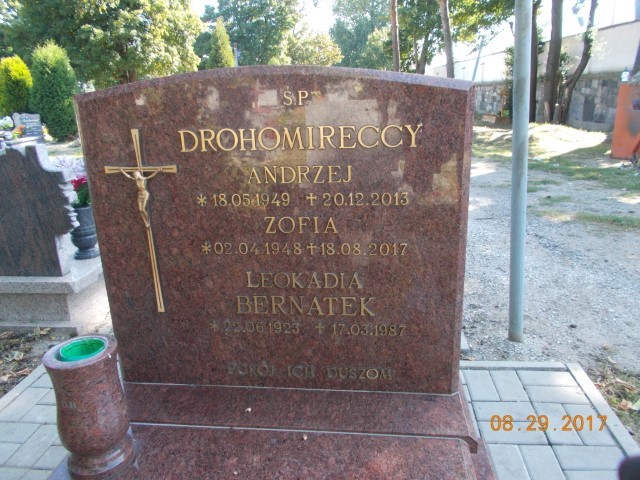 Ś.P.
DROHOMIRECCY
ANDRZEJ
* 18.05.1949 + 20.12.2013
ZOFIA
* 02.04.1948 + 18.08.2017
LEOKADIA
BERNATEK
* 22.06.1923 + 17.03.1987
POKÓJ ICH DUSZOM
08.29.2017